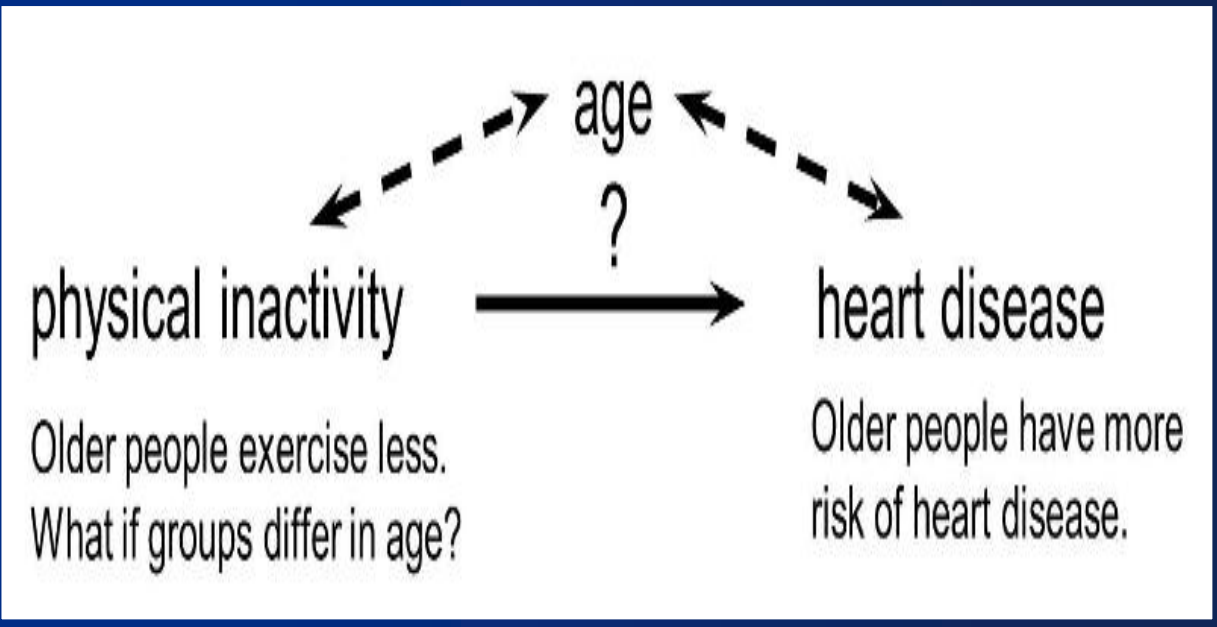 age
?
physical inactivity
heart disease
Older people exercise less.
What if groups differ in age?
Older people have more
risk of heart disease.